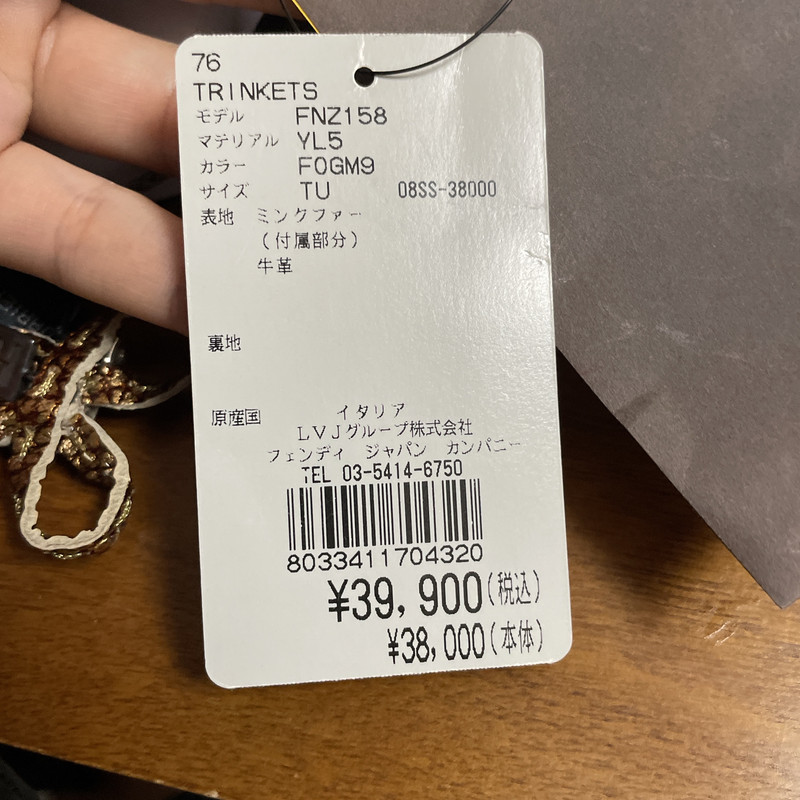 76
TRINKETS
モデル FNZ158
マテリアル YL5
カラー F0GM9
サイズ TU 08SS-38000
表地 ミンクファー
(付属部分)
牛革
裏地
原産国 イタリア
LVJグループ株式会社
フェンディ ジャパン カンパニー
TEL 03-5414-6750
8033411704320
¥39,900(税込)
¥38,000(本体)